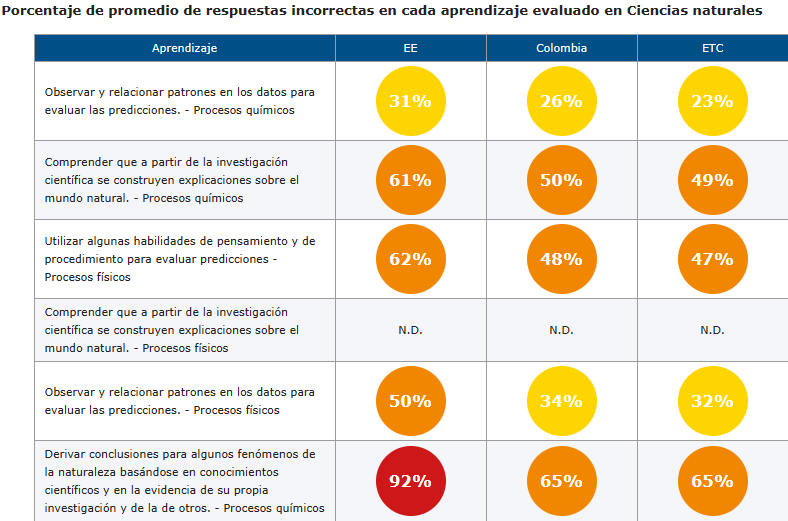 Porcentaje de promedio de respuestas incorrectas en cada aprendizaje evaluado en Ciencias naturales
Aprendizaje EE Colombia ETC
Observar y relacionar patrones en los datos para
evaluar las predicciones. - Procesos químicos
31% 26% 23%
Comprender que a partir de la investigación
científica se construyen explicaciones sobre el
mundo natural. - Procesos químicos
61% 50% 49%
Utilizar algunas habilidades de pensamiento y de
procedimiento para evaluar predicciones -
Procesos físicos
62% 48% 47%
Comprender que a partir de la investigación
científica se construyen explicaciones sobre el
mundo natural. - Procesos físicos
N.D. N.D. N.D.
Observar y relacionar patrones en los datos para
evaluar las predicciones. - Procesos físicos
50% 34% 32%
Derivar conclusiones para algunos fenómenos de
la naturaleza basándose en conocimientos
científicos y en la evidencia de su propia
investigación y de la de otros. - Procesos químicos
92% 65% 65%